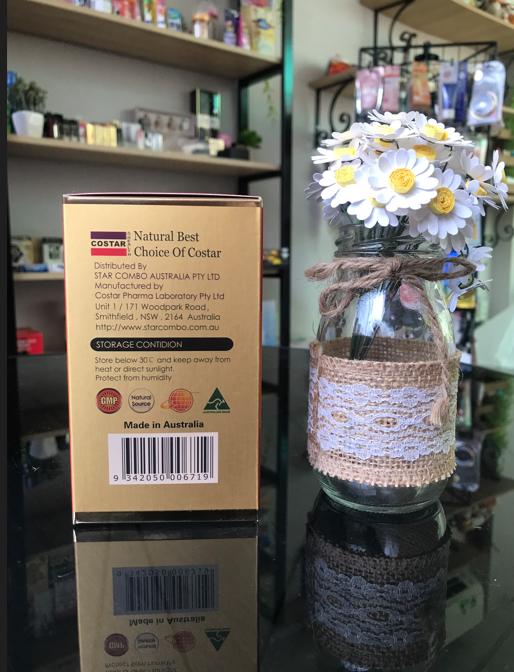 COSTAR
Natural Best
Choice Of Costar
Distributed By
STAR COMBO AUSTRALIA PTY LTD
Manufactured by
Costar Pharma Laboratory Pty Ltd
Unit 1 / 171 Woodpark Road,
Smithfield , NSW . 2164 Australia
http://www.starcombo.com.au
STORAGE CONTIDION
Store below 30℃ and keep away from
heat or direct sunlight.
Protect from humidity
GMP
Natural
Source
Made in Australia
9 342050 006719